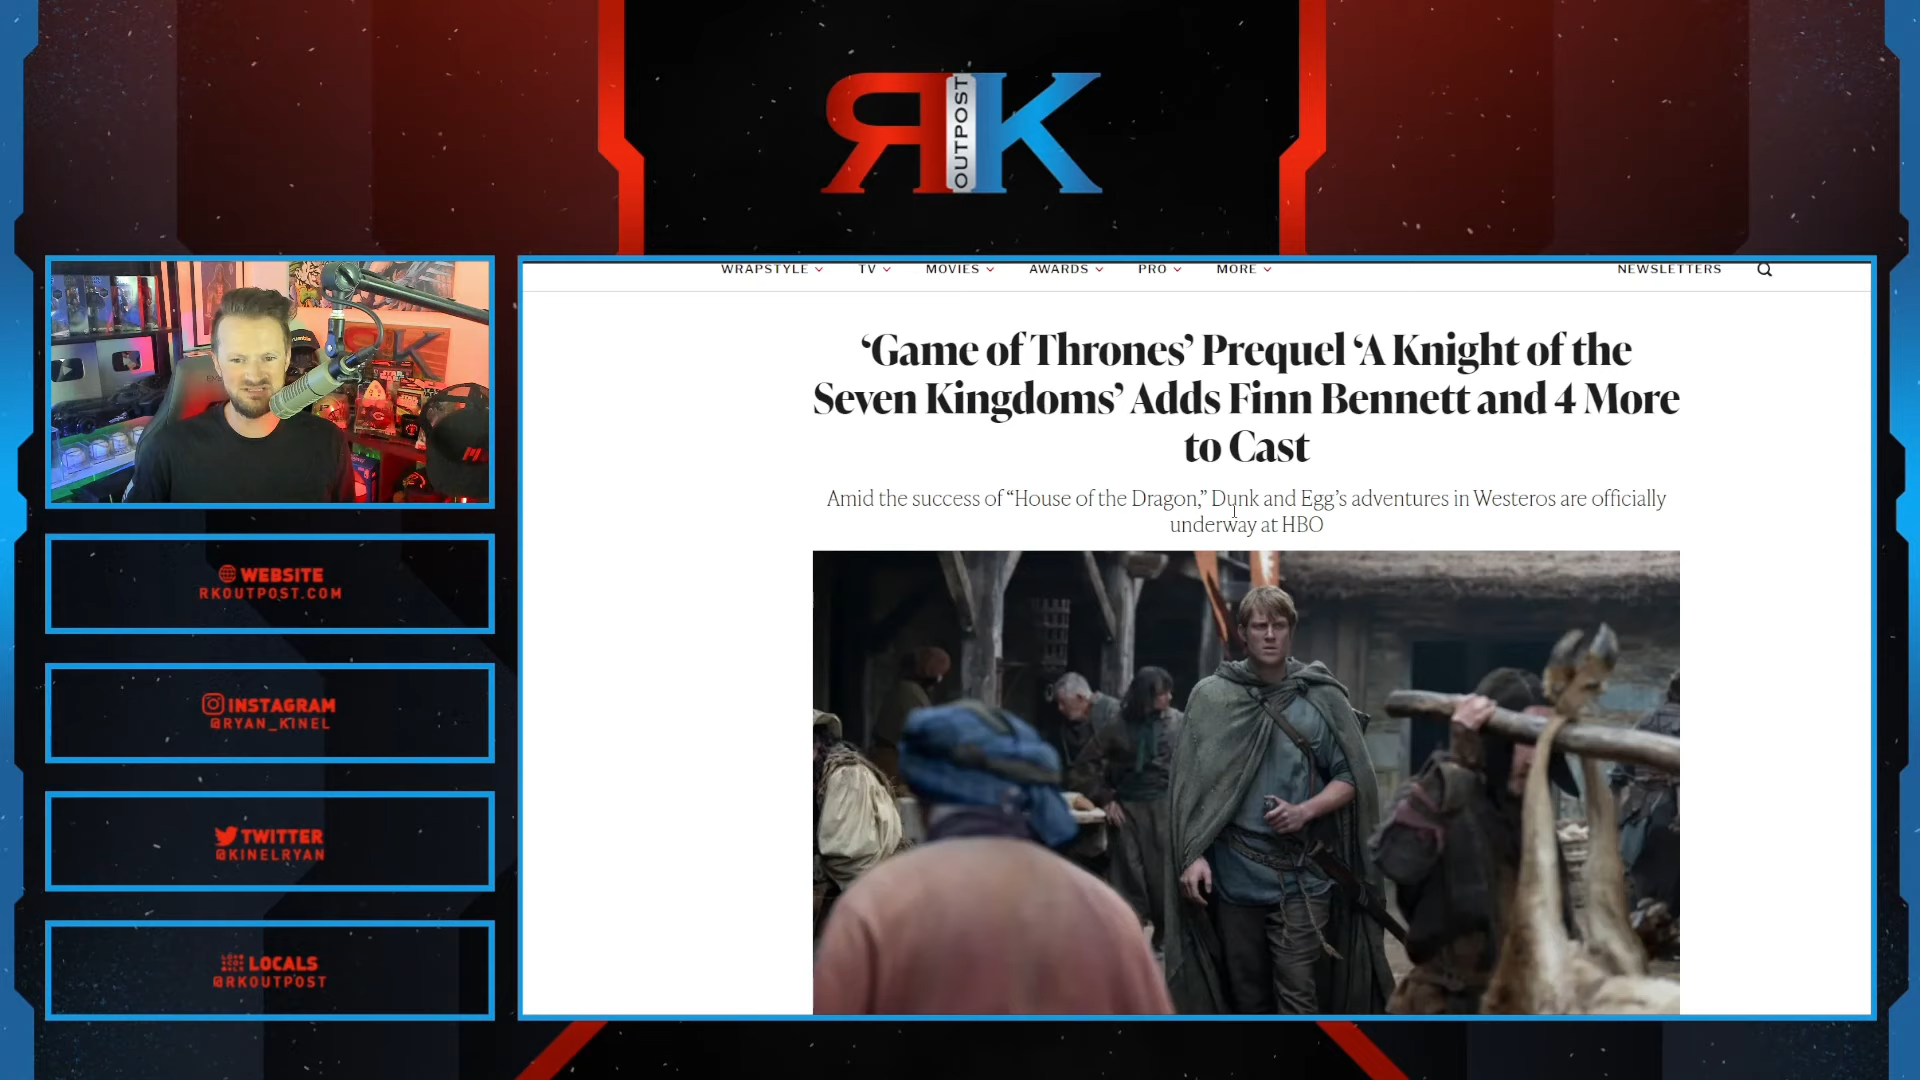 RK
OUTPOST
WRAPSTYLE TV MOVIES AWARDS PRO MORE NEWSLETTERS
‘Game of Thrones’ Prequel ‘A Knight of the
Seven Kingdoms’ Adds Finn Bennett and 4 More
to Cast
Amid the success of “House of the Dragon,” Dunk and Egg’s adventures in Westeros are officially
underway at HBO
WEBSITE
RKOUTPOST.COM
INSTAGRAM
@RYAN_KINEL
TWITTER
@KINELRYAN
LOCALS
@RKOUTPOST